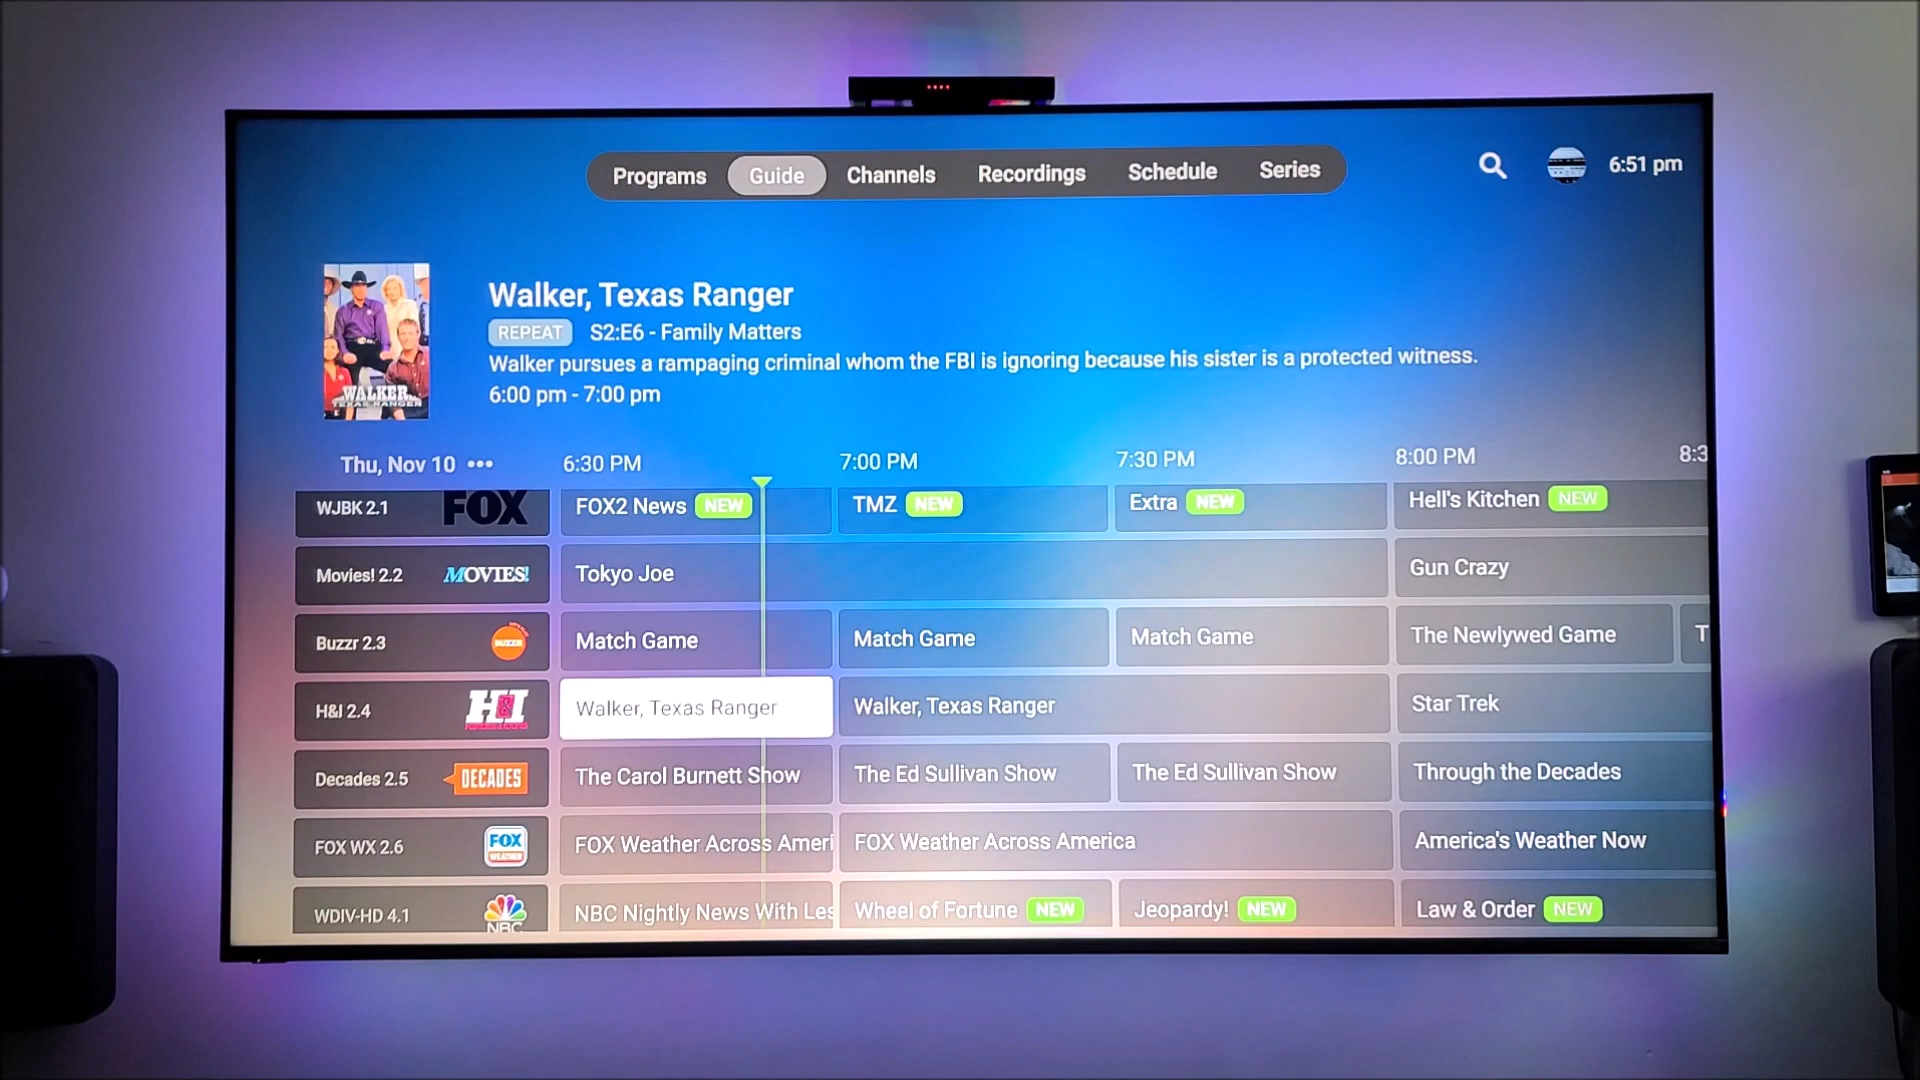 Programs Guide Channels Recordings Schedule Series 6:51 pm
Walker, Texas Ranger
REPEAT S2:E6 - Family Matters
Walker pursues a rampaging criminal whom the FBI is ignoring because his sister is a protected witness.
6:00 pm - 7:00 pm
WALKER
TEXAS RANGER
Thu, Nov 10 ••• 6:30 PM 7:00 PM 7:30 PM 8:00 PM 8:3
WJBK 2.1 FOX FOX2 News NEW TMZ NEW Extra NEW Hell's Kitchen NEW
Movies! 2.2 MOVIES! Tokyo Joe Gun Crazy
Buzzr 2.3 BUZZR Match Game Match Game Match Game The Newlywed Game T
H&I 2.4 H&I Walker, Texas Ranger Walker, Texas Ranger Star Trek
Decades 2.5 DECADES The Carol Burnett Show The Ed Sullivan Show The Ed Sullivan Show Through the Decades
FOX WX 2.6 FOX WEATHER FOX Weather Across Ameri FOX Weather Across America America's Weather Now
WDIV-HD 4.1 NBC NBC Nightly News With Les Wheel of Fortune NEW Jeopardy! NEW Law & Order NEW